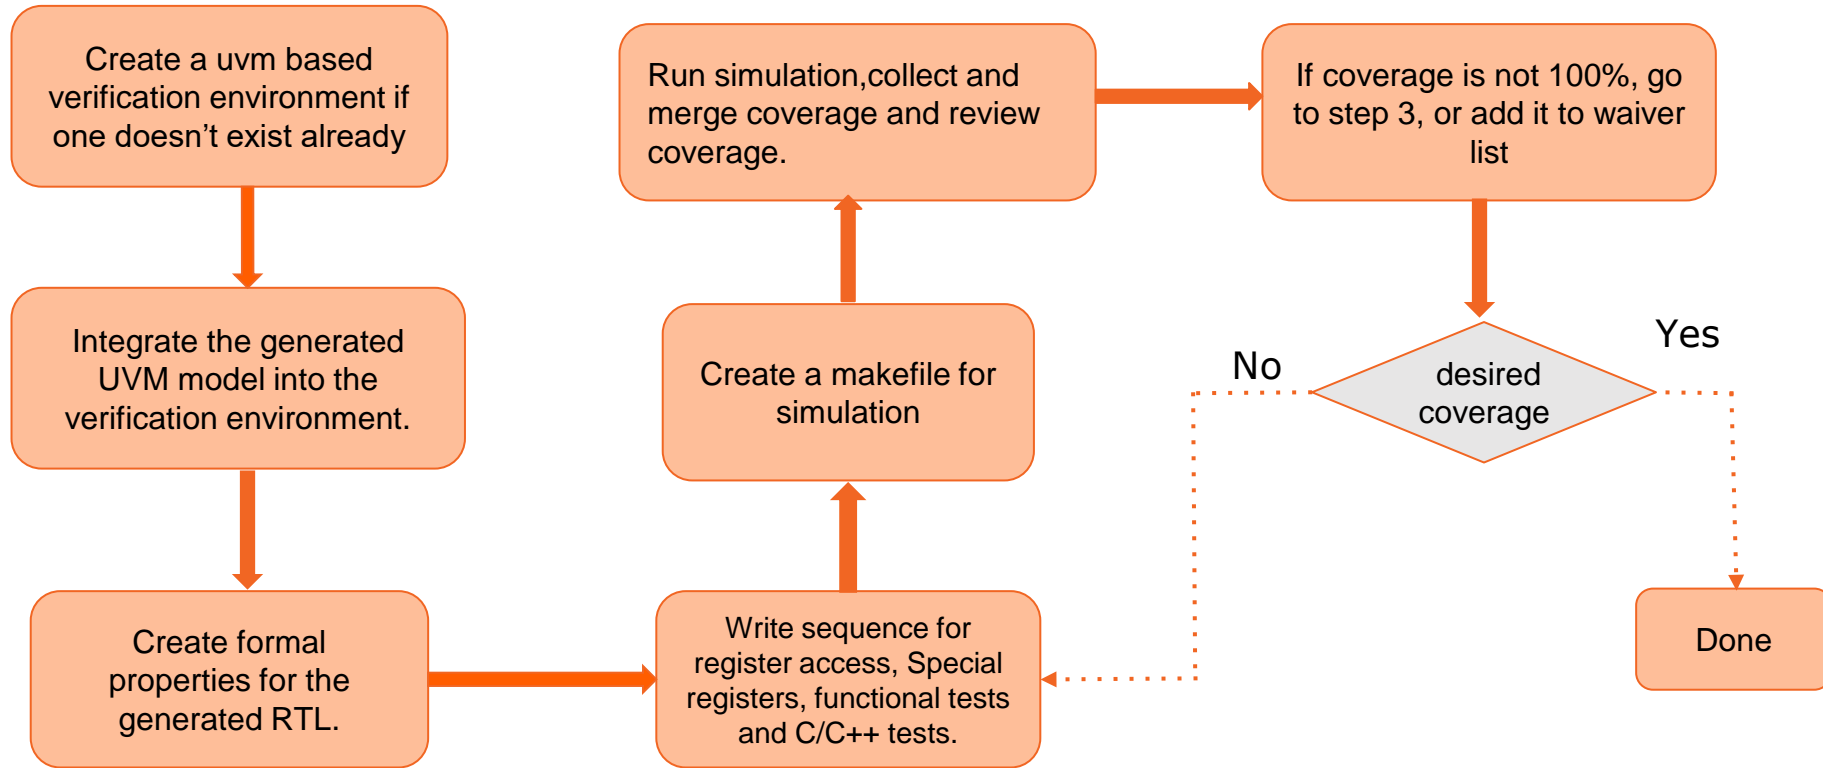 Create a uvm based
verification environment if
one doesn’t exist already
Integrate the generated
UVM model into the
verification environment.
Create formal
properties for the
generated RTL.
Write sequence for
register access, Special
registers, functional tests
and C/C++ tests.
Create a makefile for
simulation
Run simulation,collect and
merge coverage and review
coverage.
If coverage is not 100%, go
to step 3, or add it to waiver
list
desired
coverage
No
Yes
Done